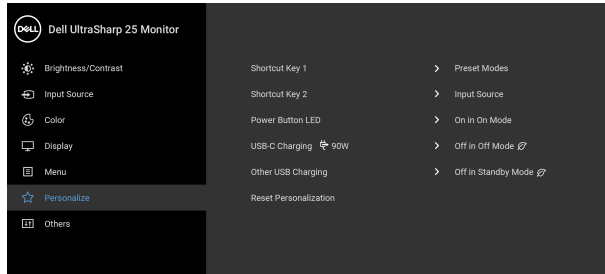 DELL Dell UltraSharp 25 Monitor
Brightness/Contrast
Input Source
Color
Display
Menu
Personalize
Others
Shortcut Key 1 > Preset Modes
Shortcut Key 2 > Input Source
Power Button LED > On in On Mode
USB-C Charging 90W > Off in Off Mode
Other USB Charging > Off in Standby Mode
Reset Personalization